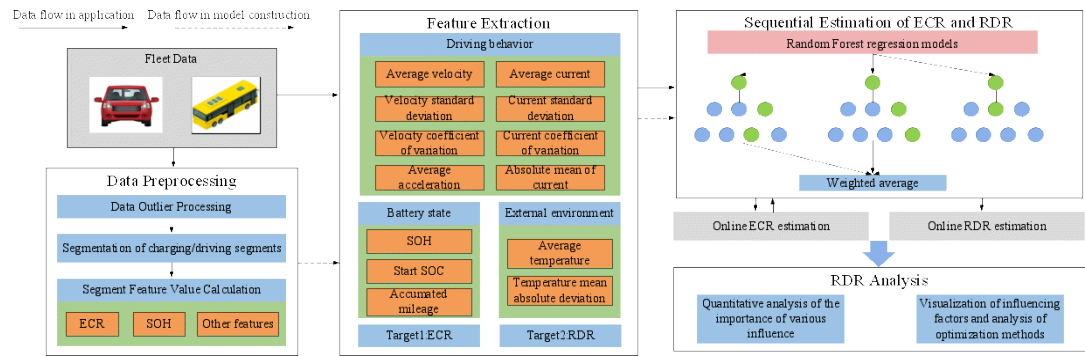 Data flow in application
Data flow in model construction
Fleet Data
Data Preprocessing
Data Outlier Processing
Segmentation of charging/driving segments
Segment Feature Value Calculation
ECR
SOH
Other features
Feature Extraction
Driving behavior
Average velocity
Average current
Velocity standard
deviation
Current standard
deviation
Velocity coefficient
of variation
Current coefficient
of variation
Average
acceleration
Absolute mean of
current
Battery state
SOH
Start SOC
Accumated
mileage
External environment
Average
temperature
Temperature mean
absolute deviation
Target1:ECR
Target2:RDR
Sequential Estimation of ECR and RDR
Random Forest regression models
Weighted average
Online ECR estimation
Online RDR estimation
RDR Analysis
Quantitative analysis of the
importance of various
influence
Visualization of influencing
factors and analysis of
optimization methods